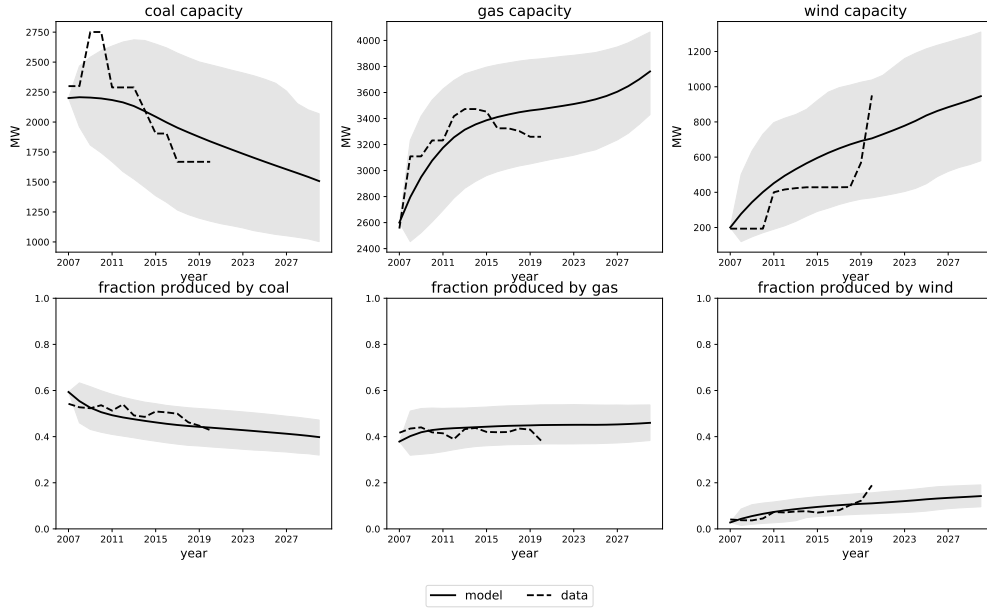 coal capacity
MW
2750
2500
2250
2000
1750
1500
1250
1000
2007 2011 2015 2019 2023 2027
year
gas capacity
MW
4000
3800
3600
3400
3200
3000
2800
2600
2400
2007 2011 2015 2019 2023 2027
year
wind capacity
MW
1200
1000
800
600
400
200
2007 2011 2015 2019 2023 2027
year
fraction produced by coal
1.0
0.8
0.6
0.4
0.2
0.0
2007 2011 2015 2019 2023 2027
year
fraction produced by gas
1.0
0.8
0.6
0.4
0.2
0.0
2007 2011 2015 2019 2023 2027
year
fraction produced by wind
1.0
0.8
0.6
0.4
0.2
0.0
2007 2011 2015 2019 2023 2027
year
model data